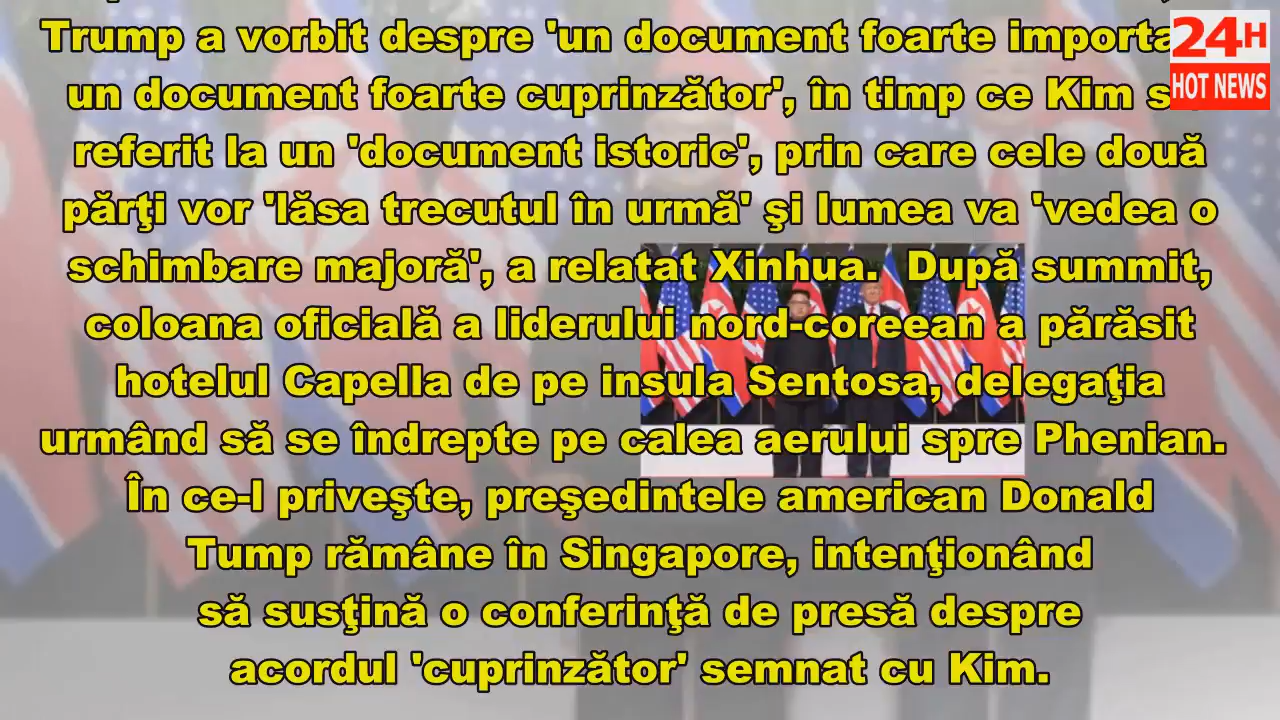 Trump a vorbit despre 'un document foarte
24H
HOT NEWS
un document foarte cuprinzător', în timp ce Kim
referit la un 'document istoric', prin care cele două
părţi vor 'lăsa trecutul în urmă' şi lumea va 'vedea o
schimbare majoră', a relatat Xinhua. După summit,
coloana oficială a liderului nord-coreean a părăsit
hotelul Capella de pe insula Sentosa, delegaţia
urmând să se îndrepte pe calea aerului spre Phenian.
În ce-l priveşte, preşedintele american Donald
Tump rămâne în Singapore, intenţionând
să susţină o conferinţă de presă despre
acordul 'cuprinzător' semnat cu Kim.